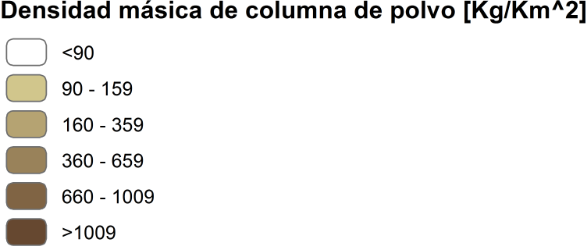 Densidad másica de columna de polvo [Kg/Km^2]
<90
90 - 159
160 - 359
360 - 659
660 - 1009
>1009